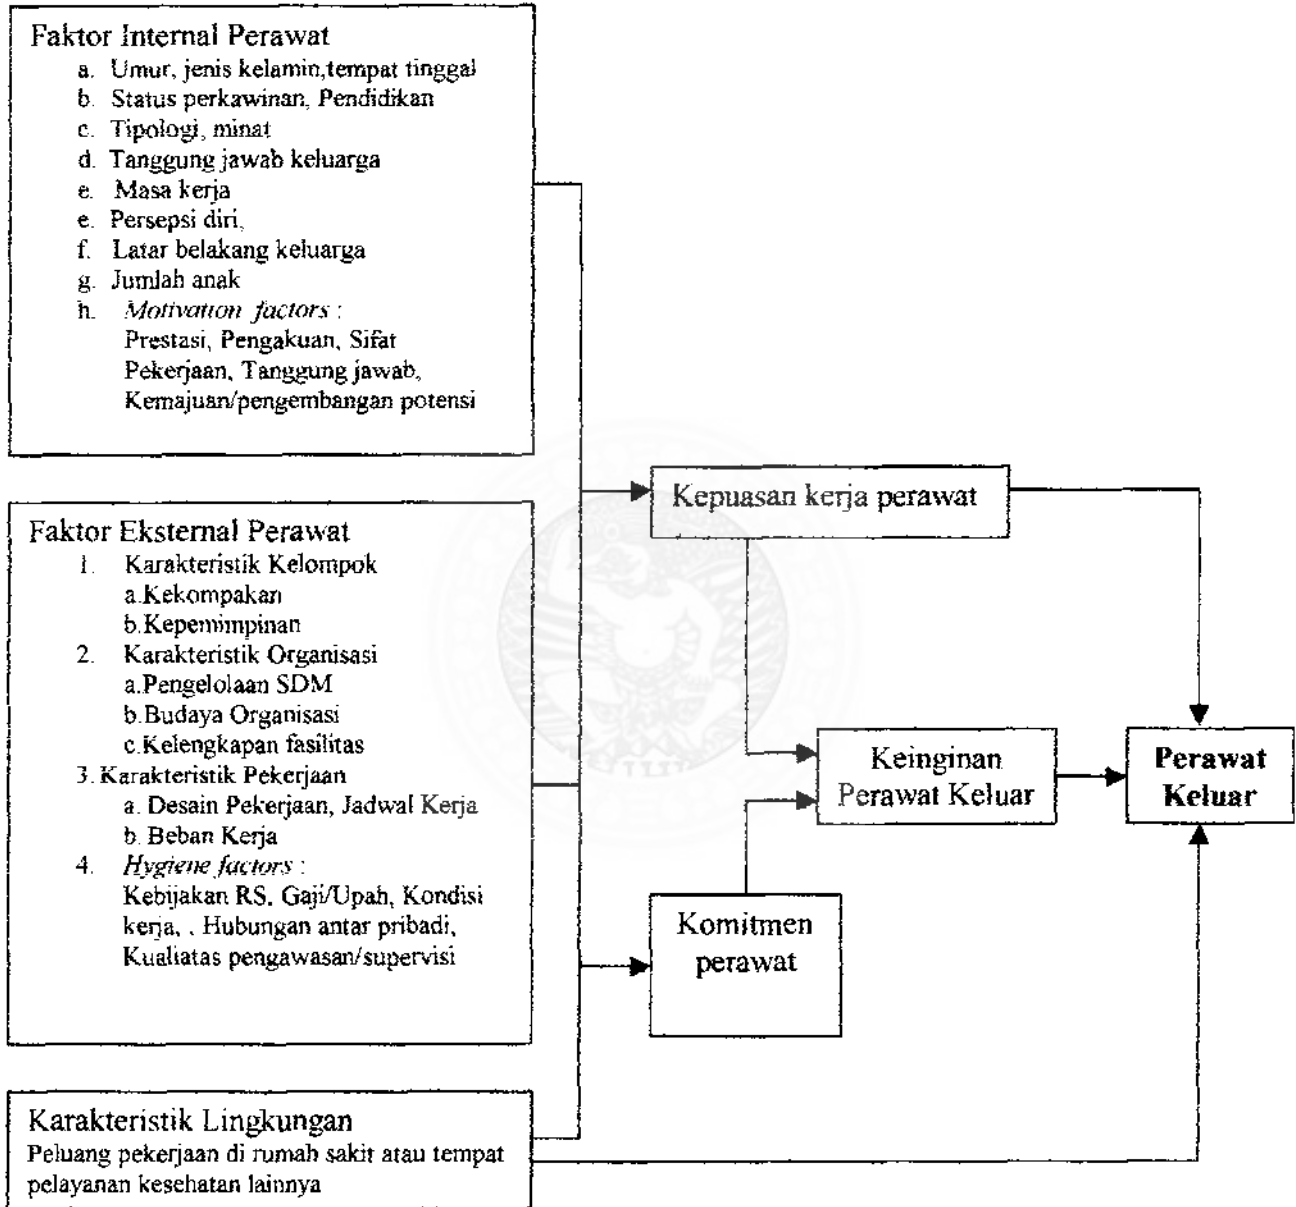 Faktor Internal Perawat
a. Umur, jenis kelamin,tempat tinggal
b. Status perkawinan, Pendidikan
c. Tipologi, minat
d. Tanggung jawab keluarga
e. Masa kerja
e. Persepsi diri,
f. Latar belakang keluarga
g. Jumlah anak
h. Motivation factors :
Prestasi, Pengakuan, Sifat
Pekerjaan, Tanggung jawab,
Kemajuan/pengembangan potensi
Faktor Eksternal Perawat
1. Karakteristik Kelompok
a.Kekompakan
b.Kepemimpinan
2. Karakteristik Organisasi
a.Pengelolaan SDM
b.Budaya Organisasi
c.Kelengkapan fasilitas
3. Karakteristik Pekerjaan
a. Desain Pekerjaan, Jadwal Kerja
b. Beban Kerja
4. Hygiene factors :
Kebijakan RS. Gaji/Upah, Kondisi
kerja, . Hubungan antar pribadi,
Kualiatas pengawasan/supervisi
Karakteristik Lingkungan
Peluang pekerjaan di rumah sakit atau tempat
pelayanan kesehatan lainnya
Kepuasan kerja perawat
Komitmen
perawat
Keinginan
Perawat Keluar
Perawat
Keluar